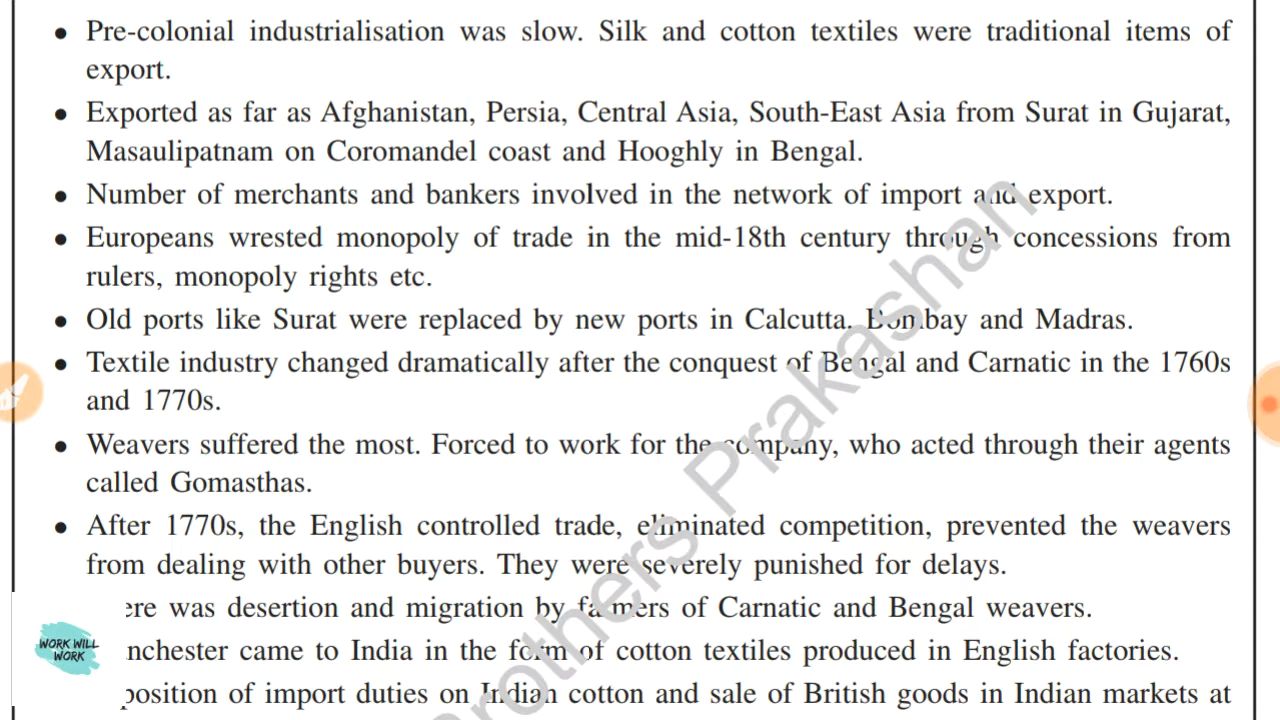 • Pre-colonial industrialisation was slow. Silk and cotton textiles were traditional items of
export.
• Exported as far as Afghanistan, Persia, Central Asia, South-East Asia from Surat in Gujarat,
Masaulipatnam on Coromandel coast and Hooghly in Bengal.
• Number of merchants and bankers involved in the network of import and export.
• Europeans wrested monopoly of trade in the mid-18th century through concessions from
rulers, monopoly rights etc.
• Old ports like Surat were replaced by new ports in Calcutta. Bombay and Madras.
• Textile industry changed dramatically after the conquest of Bengal and Carnatic in the 1760s
and 1770s.
• Weavers suffered the most. Forced to work for the company, who acted through their agents
called Gomasthas.
• After 1770s, the English controlled trade, eliminated competition, prevented the weavers
from dealing with other buyers. They were severely punished for delays.
ere was desertion and migration by farmers of Carnatic and Bengal weavers.
nchester came to India in the form of cotton textiles produced in English factories.
position of import duties on Indian cotton and sale of British goods in Indian markets at
WORK WILL
WORK
rothers Prakashan